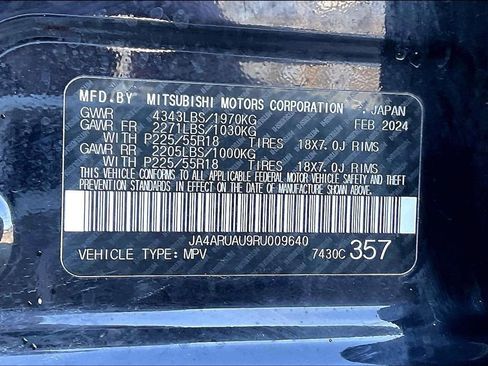 MFD.BY MITSUBISHI MOTORS CORPORATION JAPAN
GVWR 4343LBS/1970KG FEB 2024
GAWR FR 2271LBS/1030KG
WITH P225/55R18 TIRES 18X7.0J RIMS
GAWR RR 2205LBS/1000KG
WITH P225/55R18 TIRES 18X7.0J RIMS
THIS VEHICLE CONFORMS TO ALL APPLICABLE FEDERAL MOTOR VEHICLE SAFETY AND
THEFT PREVENTION STANDARDS IN EFFECT ON THE DATE OF MANUFACTURE SHOWN ABOVE.
JA4ARUAU9RU009640
VEHICLE TYPE: MPV 7430C 357